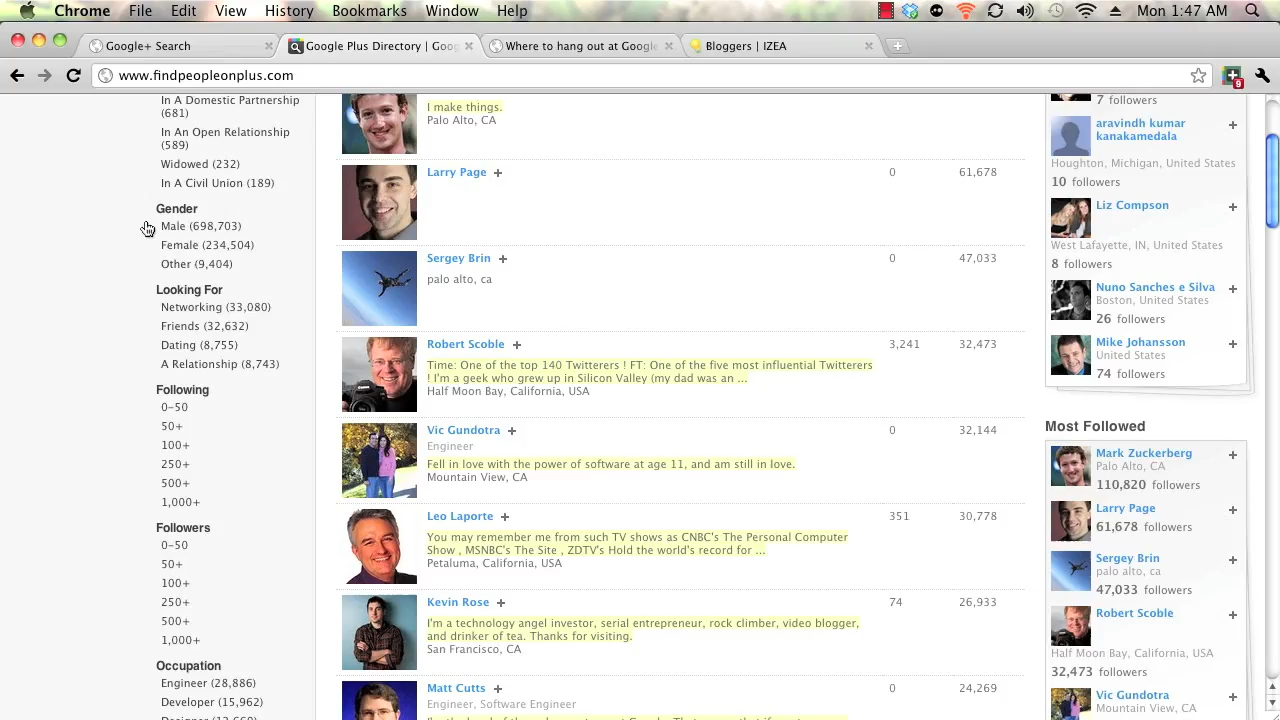 Chrome File Edit View History Bookmarks Window Help Mon 1:47 AM
Google+ Search Google Plus Directory | Goog Where to hang out at Google Bloggers | IZEA
www.findpeopleonplus.com 9
In A Domestic Partnership
(681)
In An Open Relationship
(589)
Widowed (232)
In A Civil Union (189)
Gender
Male (698,703)
Female (234,504)
Other (9,404)
Looking For
Networking (33,080)
Friends (32,632)
Dating (8,755)
A Relationship (8,743)
Following
0-50
50+
100+
250+
500+
1,000+
Followers
0-50
50+
100+
250+
500+
1,000+
Occupation
Engineer (28,886)
Developer (15,962)
I make things.
Palo Alto, CA
Larry Page 0 61,678
Sergey Brin 0 47,033
palo alto, ca
Robert Scoble 3,241 32,473
Time: One of the top 140 Twitterers ! FT: One of the five most influential Twitterers
! I'm a geek who grew up in Silicon Valley (my dad was an ...
Half Moon Bay, California, USA
Vic Gundotra 0 32,144
Engineer
Fell in love with the power of software at age 11, and am still in love.
Mountain View, CA
Leo Laporte 351 30,778
You may remember me from such TV shows as CNBC's The Personal Computer
Show , MSNBC's The Site , ZDTV's Hold the world's record for ...
Petaluma, California, USA
Kevin Rose 74 26,933
I'm a technology angel investor, serial entrepreneur, rock climber, video blogger,
and drinker of tea. Thanks for visiting.
San Francisco, CA
Matt Cutts 0 24,269
Engineer, Software Engineer
7 followers
aravindh kumar
kanakamedala
Houghton, Michigan, United States
10 followers
Liz Compson
West Lafayette, IN, United States
8 followers
Nuno Sanches e Silva
Boston, United States
26 followers
Mike Johansson
United States
74 followers
Most Followed
Mark Zuckerberg
Palo Alto, CA
110,820 followers
Larry Page
61,678 followers
Sergey Brin
palo alto, ca
47,033 followers
Robert Scoble
Half Moon Bay, California, USA
32,473 followers
Vic Gundotra
Mountain View, CA